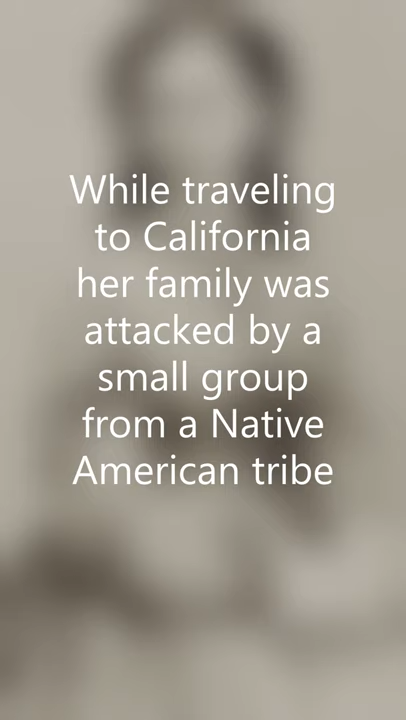 While traveling
to California
her family was
attacked by a
small group
from a Native
American tribe